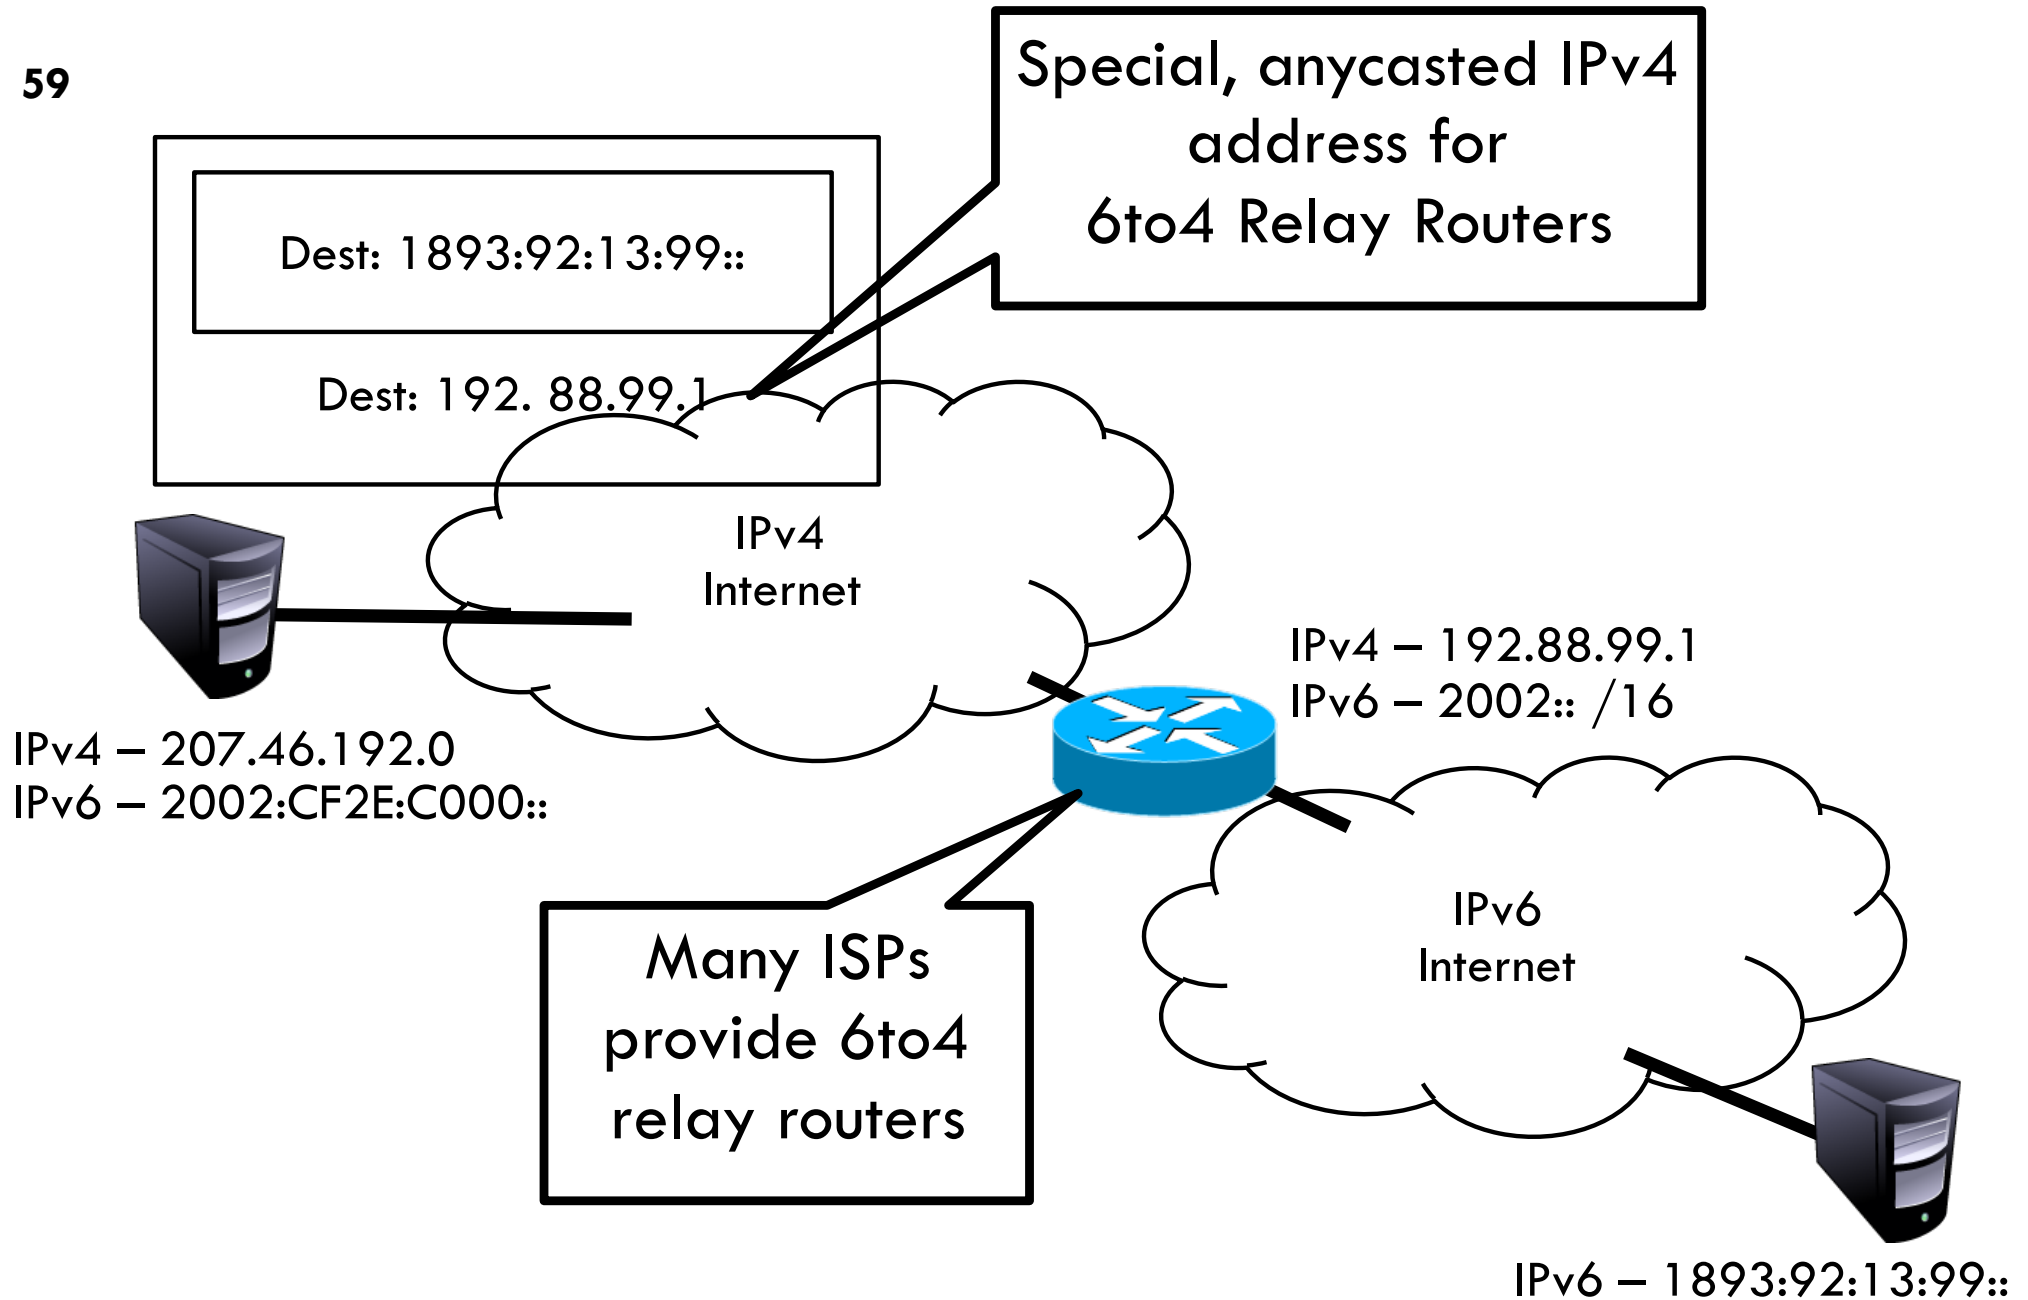 59
Special, anycasted IPv4
address for
6to4 Relay Routers
Dest: 1893:92:13:99::
Dest: 192. 88.99.1
IPv4
Internet
IPv4 – 192.88.99.1
IPv6 – 2002:: /16
IPv4 – 207.46.192.0
IPv6 – 2002:CF2E:C000::
Many ISPs
provide 6to4
relay routers
IPv6
Internet
IPv6 – 1893:92:13:99::